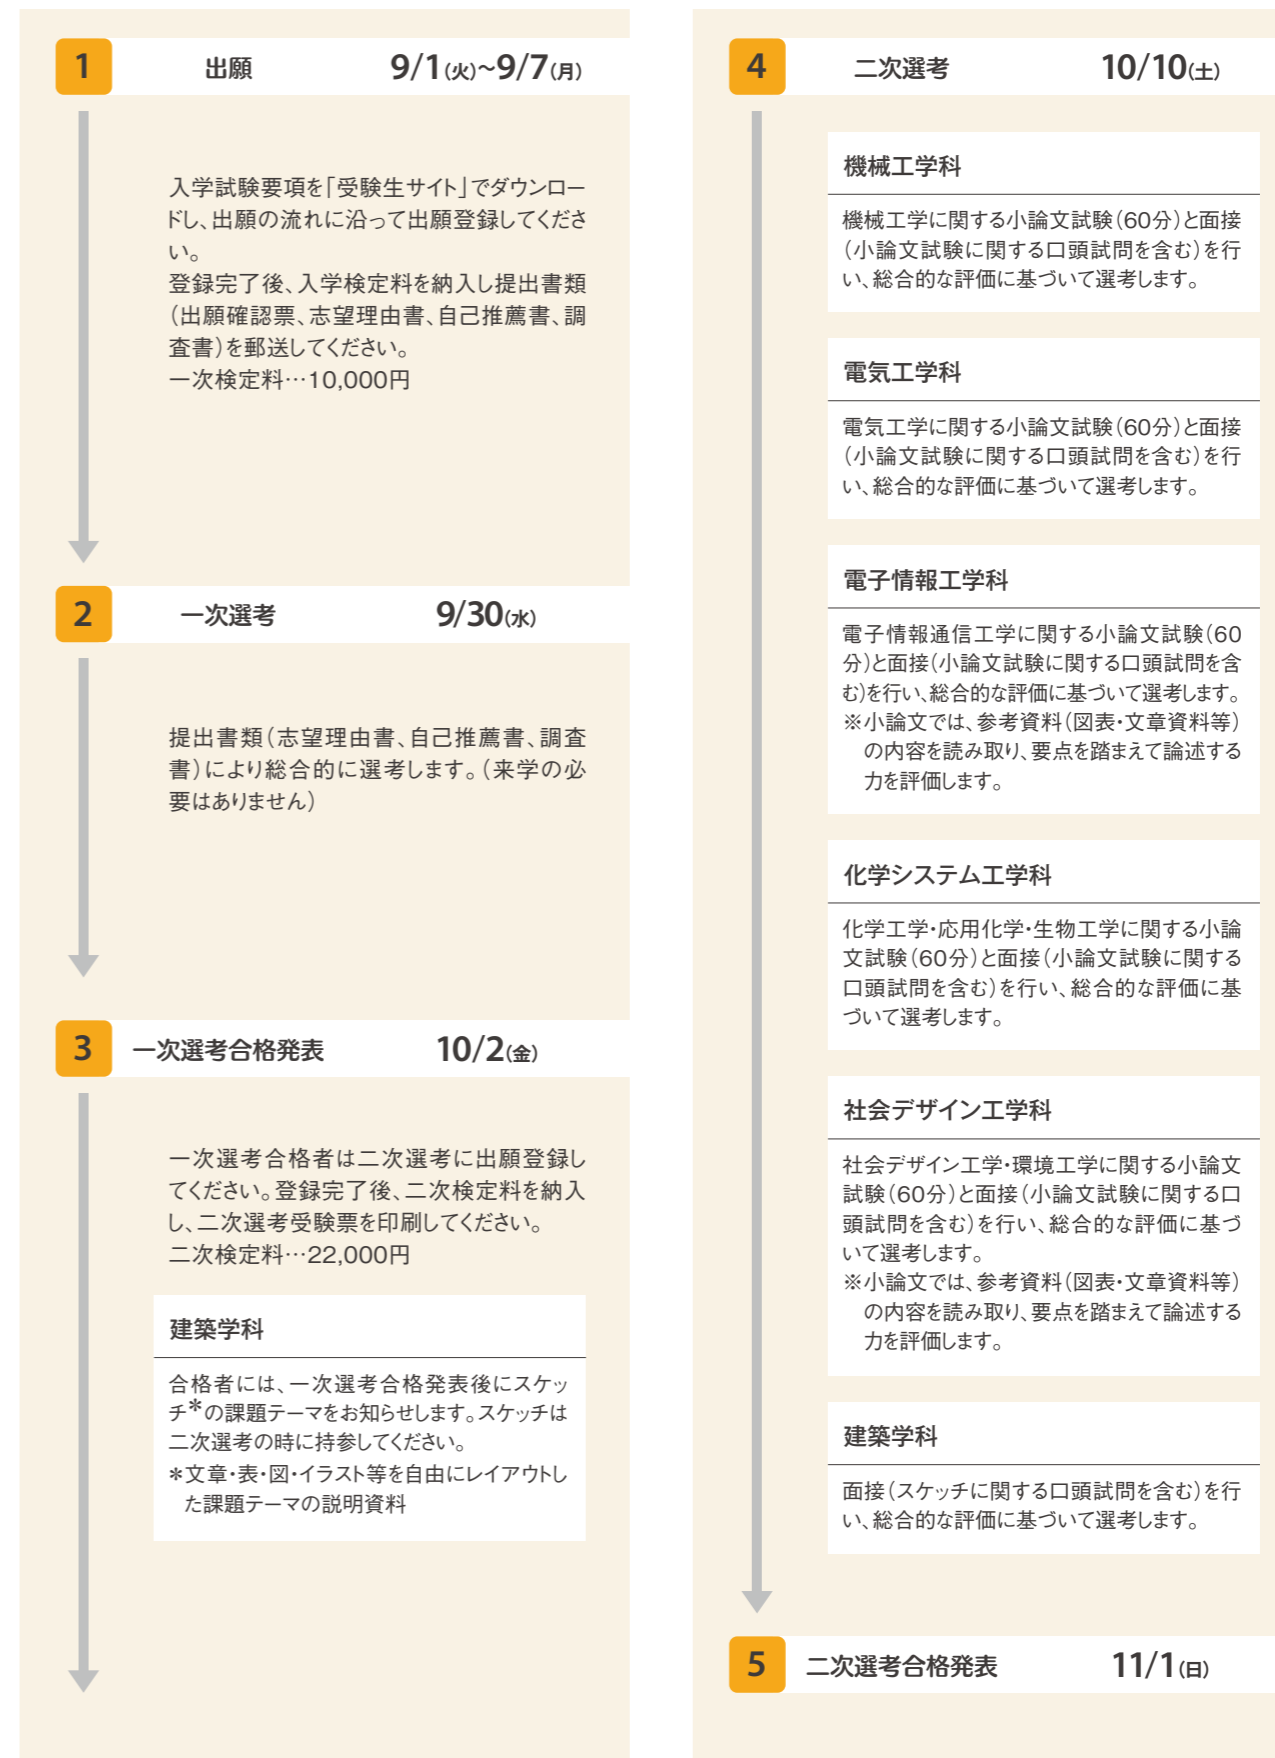 1 出願 9/1(火)~9/7(月)
入学試験要項を「受験生サイト」でダウンロー
ドし、出願の流れに沿って出願登録してくださ
い。
登録完了後、入学検定料を納入し提出書類
(出願確認票、志望理由書、自己推薦書、調
査書)を郵送してください。
一次検定料…10,000円
2 一次選考 9/30(水)
提出書類(志望理由書、自己推薦書、調査
書)により総合的に選考します。(来学の必
要はありません)
3 一次選考合格発表 10/2(金)
一次選考合格者は二次選考に出願登録し
てください。登録完了後、二次検定料を納入
し、二次選考受験票を印刷してください。
二次検定料…22,000円
建築学科
合格者には、一次選考合格発表後にスケッ
チ*の課題テーマをお知らせします。スケッチは
二次選考の時に持参してください。
*文章・表・図・イラスト等を自由にレイアウトし
た課題テーマの説明資料
4 二次選考 10/10(土)
機械工学科
機械工学に関する小論文試験(60分)と面接
(小論文試験に関する口頭試問を含む)を行
い、総合的な評価に基づいて選考します。
電気工学科
電気工学に関する小論文試験(60分)と面接
(小論文試験に関する口頭試問を含む)を行
い、総合的な評価に基づいて選考します。
電子情報工学科
電子情報通信工学に関する小論文試験(60
分)と面接(小論文試験に関する口頭試問を含
む)を行い、総合的な評価に基づいて選考します。
※小論文では、参考資料(図表・文章資料等)
の内容を読み取り、要点を踏まえて論述する
力を評価します。
化学システム工学科
化学工学・応用化学・生物工学に関する小論
文試験(60分)と面接(小論文試験に関する
口頭試問を含む)を行い、総合的な評価に基
づいて選考します。
社会デザイン工学科
社会デザイン工学・環境工学に関する小論文
試験(60分)と面接(小論文試験に関する口
頭試問を含む)を行い、総合的な評価に基づ
いて選考します。
※小論文では、参考資料(図表・文章資料等)
の内容を読み取り、要点を踏まえて論述する
力を評価します。
建築学科
面接(スケッチに関する口頭試問を含む)を行
い、総合的な評価に基づいて選考します。
5 二次選考合格発表 11/1(日)